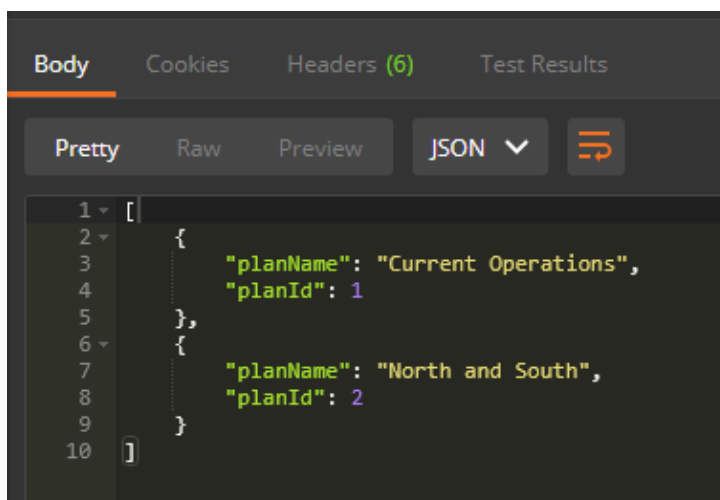 Body Cookies Headers (6) Test Results
Pretty Raw Preview JSON
1 [
2 {
3 "planName": "Current Operations",
4 "planId": 1
5 },
6 {
7 "planName": "North and South",
8 "planId": 2
9 }
10 ]